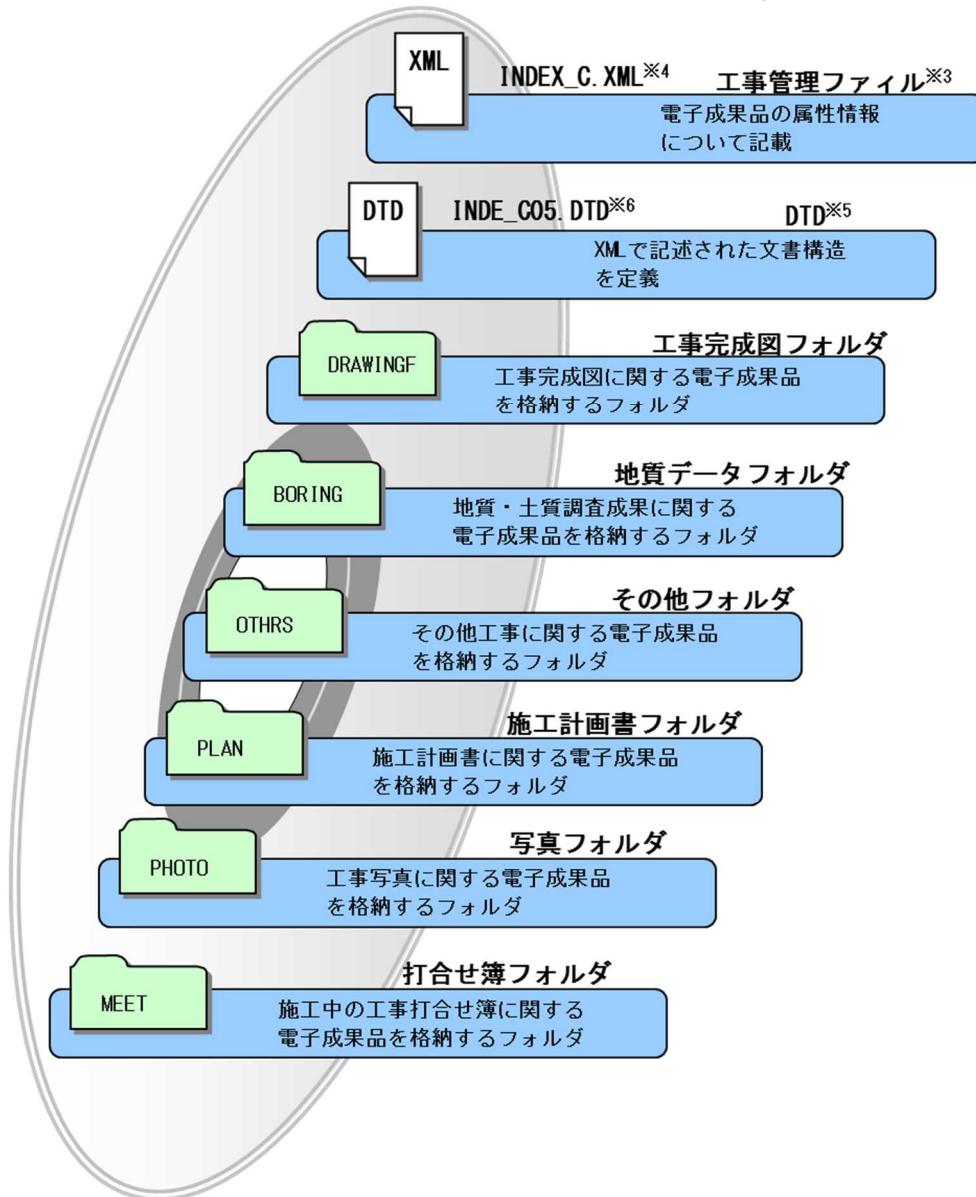 XML
INDEX_C.XML※4
工事管理ファイル※3
電子成果品の属性情報
について記載
DTD
INDE_C05.DTD※6
DTD※5
XMLで記述された文書構造
を定義
工事完成図フォルダ
DRAWINGF
工事完成図に関する電子成果品
を格納するフォルダ
地質データフォルダ
BORING
地質・土質調査成果に関する
電子成果品を格納するフォルダ
その他フォルダ
OTHRS
その他工事に関する電子成果品
を格納するフォルダ
施工計画書フォルダ
PLAN
施工計画書に関する電子成果品
を格納するフォルダ
写真フォルダ
PHOTO
工事写真に関する電子成果品
を格納するフォルダ
打合せ簿フォルダ
MEET
施工中の工事打合せ簿に関する
電子成果品を格納するフォルダ